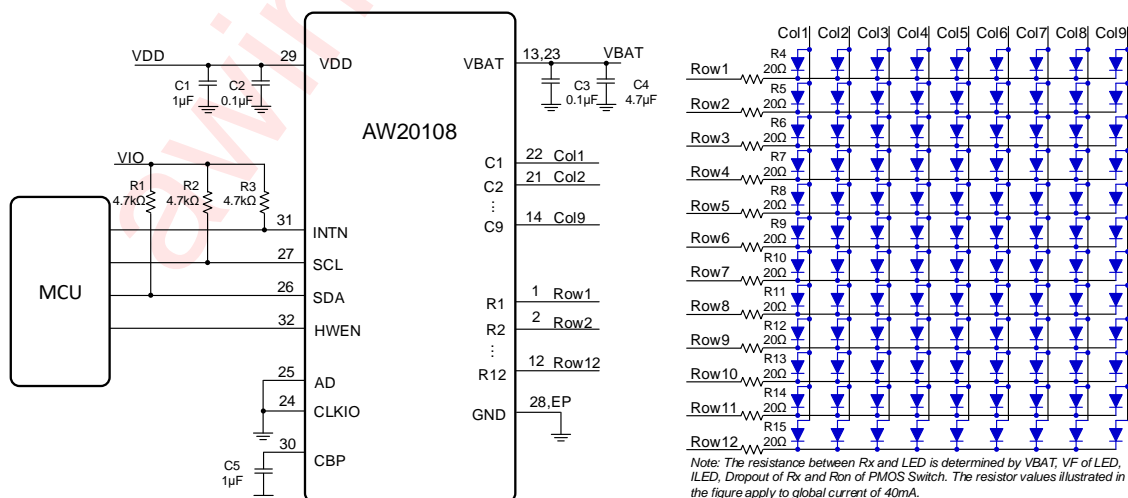 VDD
29
VDD
C1
1µF
C2
0.1µF
VBAT
13,23
VBAT
C3
0.1µF
C4
4.7µF
AW20108
VIO
R1
4.7kΩ
R2
4.7kΩ
R3
4.7kΩ
MCU
31
INTN
27
SCL
26
SDA
32
HWEN
25
AD
24
CLKIO
30
CBP
C5
1µF
C1
22 Col1
C2
21 Col2
C9
14 Col9
R1
1 Row1
R2
2 Row2
R12
12 Row12
GND
28,EP
Col1 Col2 Col3 Col4 Col5 Col6 Col7 Col8 Col9
R4
Row1 20Ω
R5
Row2 20Ω
R6
Row3 20Ω
R7
Row4 20Ω
R8
Row5 20Ω
R9
Row6 20Ω
R10
Row7 20Ω
R11
Row8 20Ω
R12
Row9 20Ω
R13
Row10 20Ω
R14
Row11 20Ω
R15
Row12 20Ω
Note: The resistance between Rx and LED is determined by VBAT, VF of LED,
ILED, Dropout of Rx and Ron of PMOS Switch. The resistor values illustrated in
the figure apply to global current of 40mA.